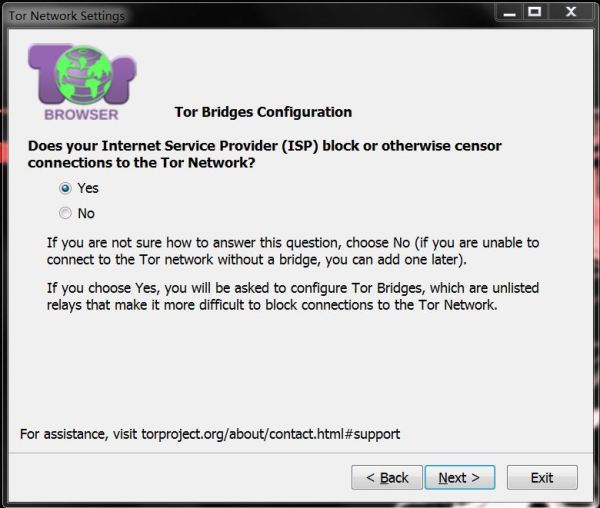 Tor Network Settings
Tor
BROWSER
Tor Bridges Configuration
Does your Internet Service Provider (ISP) block or otherwise censor
connections to the Tor Network?
Yes
No
If you are not sure how to answer this question, choose No (if you are unable to
connect to the Tor network without a bridge, you can add one later).
If you choose Yes, you will be asked to configure Tor Bridges, which are unlisted
relays that make it more difficult to block connections to the Tor Network.
For assistance, visit torproject.org/about/contact.html#support
< Back Next > Exit